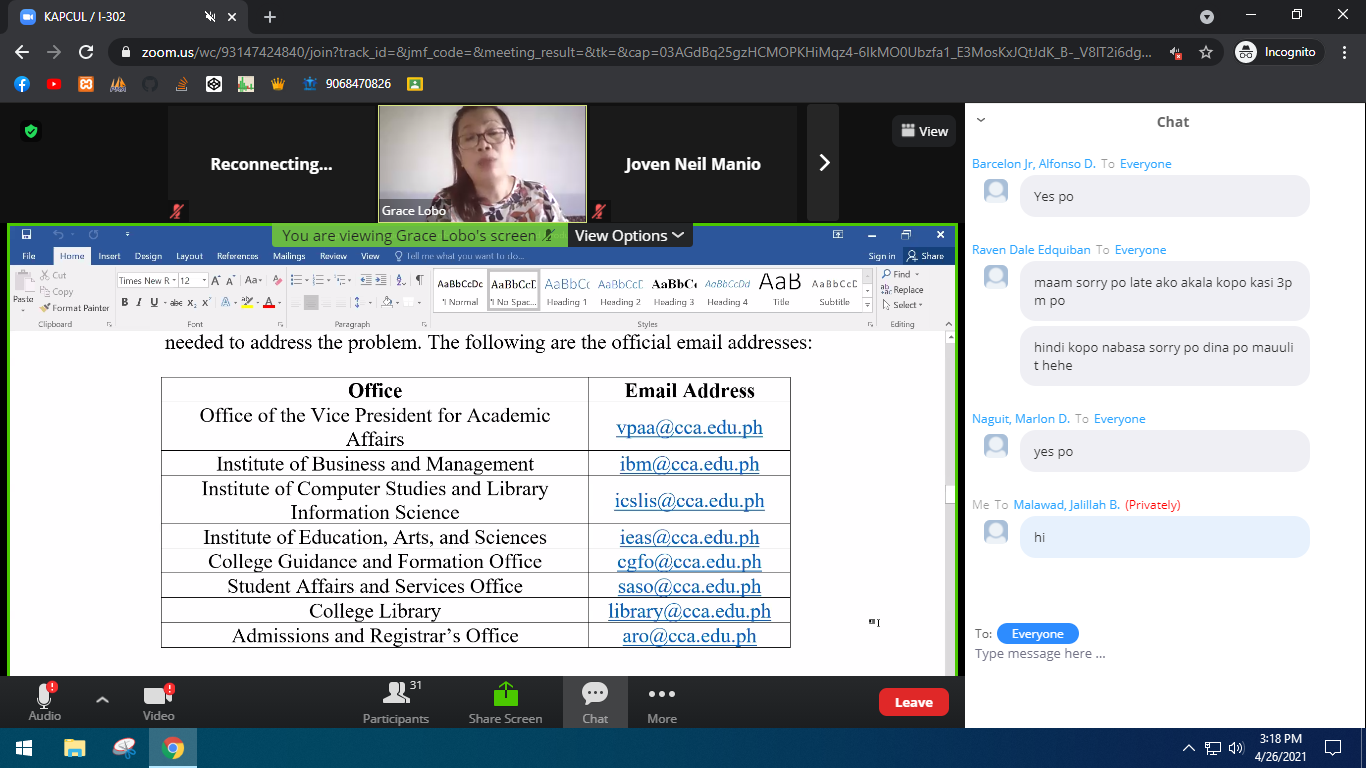 KAPCUL / I-302
zoom.us/wc/93147424840/join?track_id=&jmf_code=&meeting_result=&tk=&cap=03AGdBq25gzHCMOPKHiMqz4-6IkMO0Ubzfa1_E3MosKxJQtJdK_B-_V8IT2i6dg...
Incognito
9068470826
Reconnecting...
Grace Lobo
Joven Neil Manio
View
You are viewing Grace Lobo's screen
View Options
File Home Insert Design Layout References Mailings Review View Tell me what you want to do... Sign in Share
Paste
Cut
Copy
Format Painter
Clipboard
Times New R 12
Font
Paragraph
AaBbCcDc
¶ Normal
AaBbCcD
¶ No Spac...
AaBbCc
Heading 1
AaBbCcD
Heading 2
AaBbC
Heading 3
AaBbCcDd
Heading 4
AaB
Title
AaBbCcD
Subtitle
Styles
Find
Replace
Select
Editing
needed to address the problem. The following are the official email addresses:
Office Email Address
Office of the Vice President for Academic
Affairs
vpaa@cca.edu.ph
Institute of Business and Management ibm@cca.edu.ph
Institute of Computer Studies and Library
Information Science
icslis@cca.edu.ph
Institute of Education, Arts, and Sciences ieas@cca.edu.ph
College Guidance and Formation Office cgfo@cca.edu.ph
Student Affairs and Services Office saso@cca.edu.ph
College Library library@cca.edu.ph
Admissions and Registrar's Office aro@cca.edu.ph
Audio
Video
31
Participants
Share Screen
Chat
More
Leave
Chat
Barcelon Jr, Alfonso D. To Everyone
Yes po
Raven Dale Edquiban To Everyone
maam sorry po late ako akala kopo kasi 3p
m po
hindi kopo nabasa sorry po dina po mauuli
t hehe
Naguit, Marlon D. To Everyone
yes po
Me To Malawad, Jalillah B. (Privately)
hi
To: Everyone
Type message here ...
3:18 PM
4/26/2021